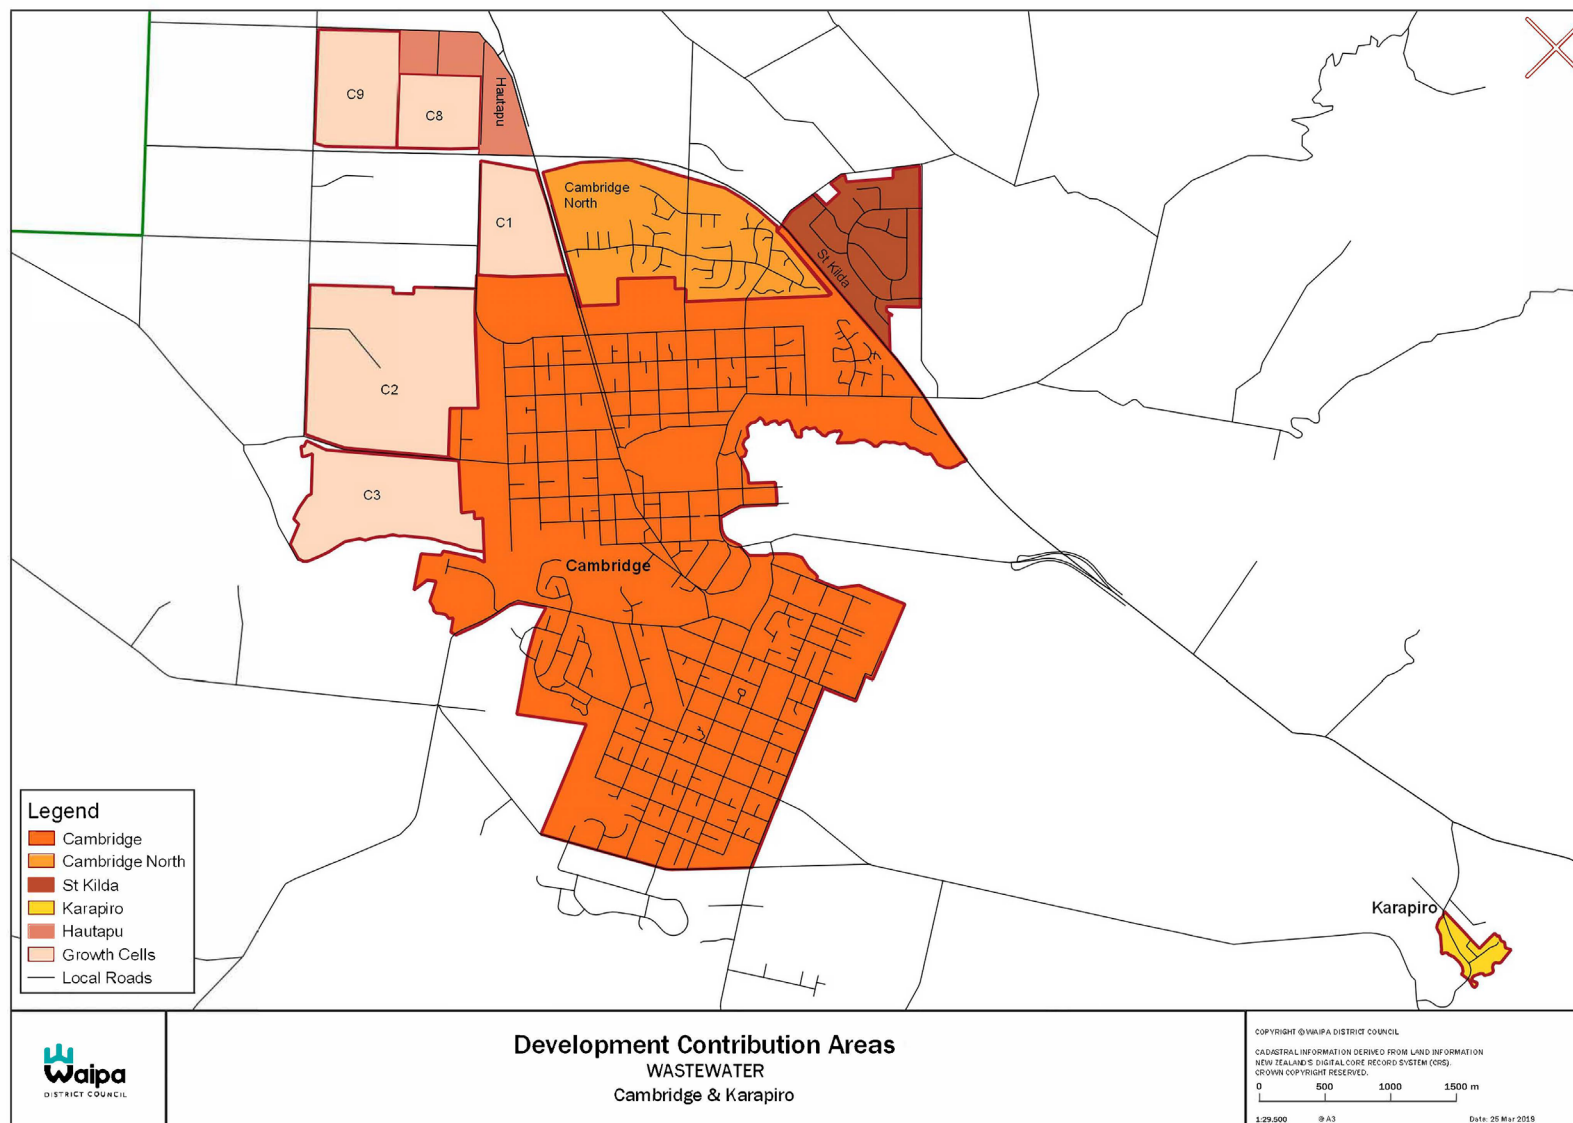 C9
C8
Hautapu
C1
Cambridge
North
St Kilda
C2
C3
Cambridge
Karapiro
Legend
Cambridge
Cambridge North
St Kilda
Karapiro
Hautapu
Growth Cells
Local Roads
Waipa
DISTRICT COUNCIL
Development Contribution Areas
WASTEWATER
Cambridge & Karapiro
COPYRIGHT © WAIPA DISTRICT COUNCIL
CADASTRAL INFORMATION DERIVED FROM LAND INFORMATION
NEW ZEALAND'S DIGITAL CORE RECORD SYSTEM (CRS).
CROWN COPYRIGHT RESERVED.
0 500 1000 1500 m
1:29,500 @ A3 Date: 25 Mar 2019